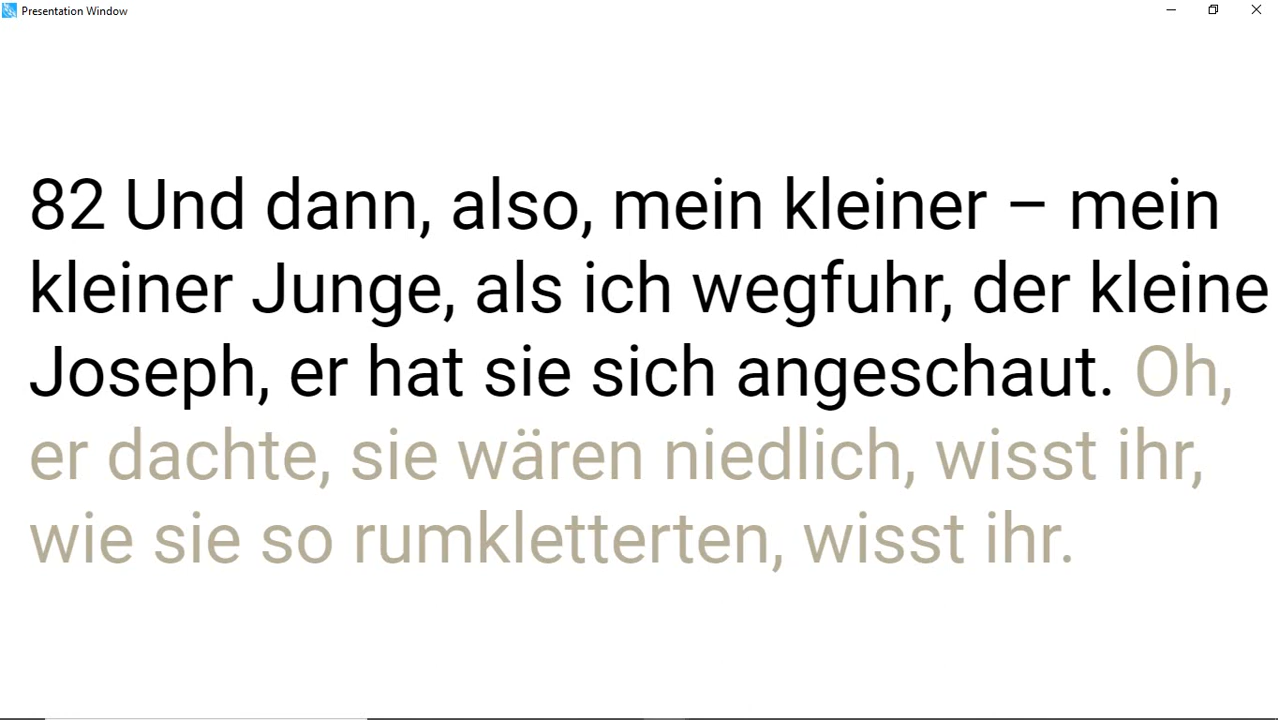 Presentation Window
82 Und dann, also, mein kleiner – mein
kleiner Junge, als ich wegfuhr, der kleine
Joseph, er hat sie sich angeschaut. Oh,
er dachte, sie wären niedlich, wisst ihr,
wie sie so rumkletterten, wisst ihr.